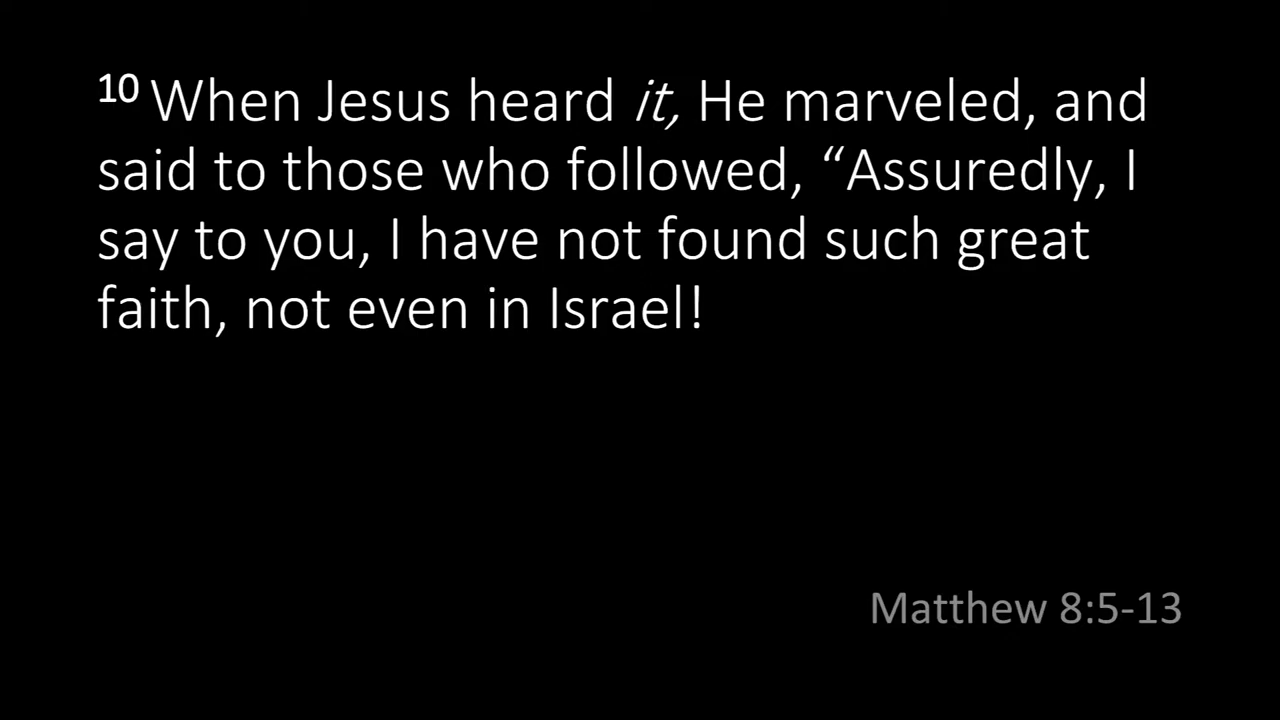 10 When Jesus heard it, He marveled, and
said to those who followed, “Assuredly, I
say to you, I have not found such great
faith, not even in Israel!
Matthew 8:5-13